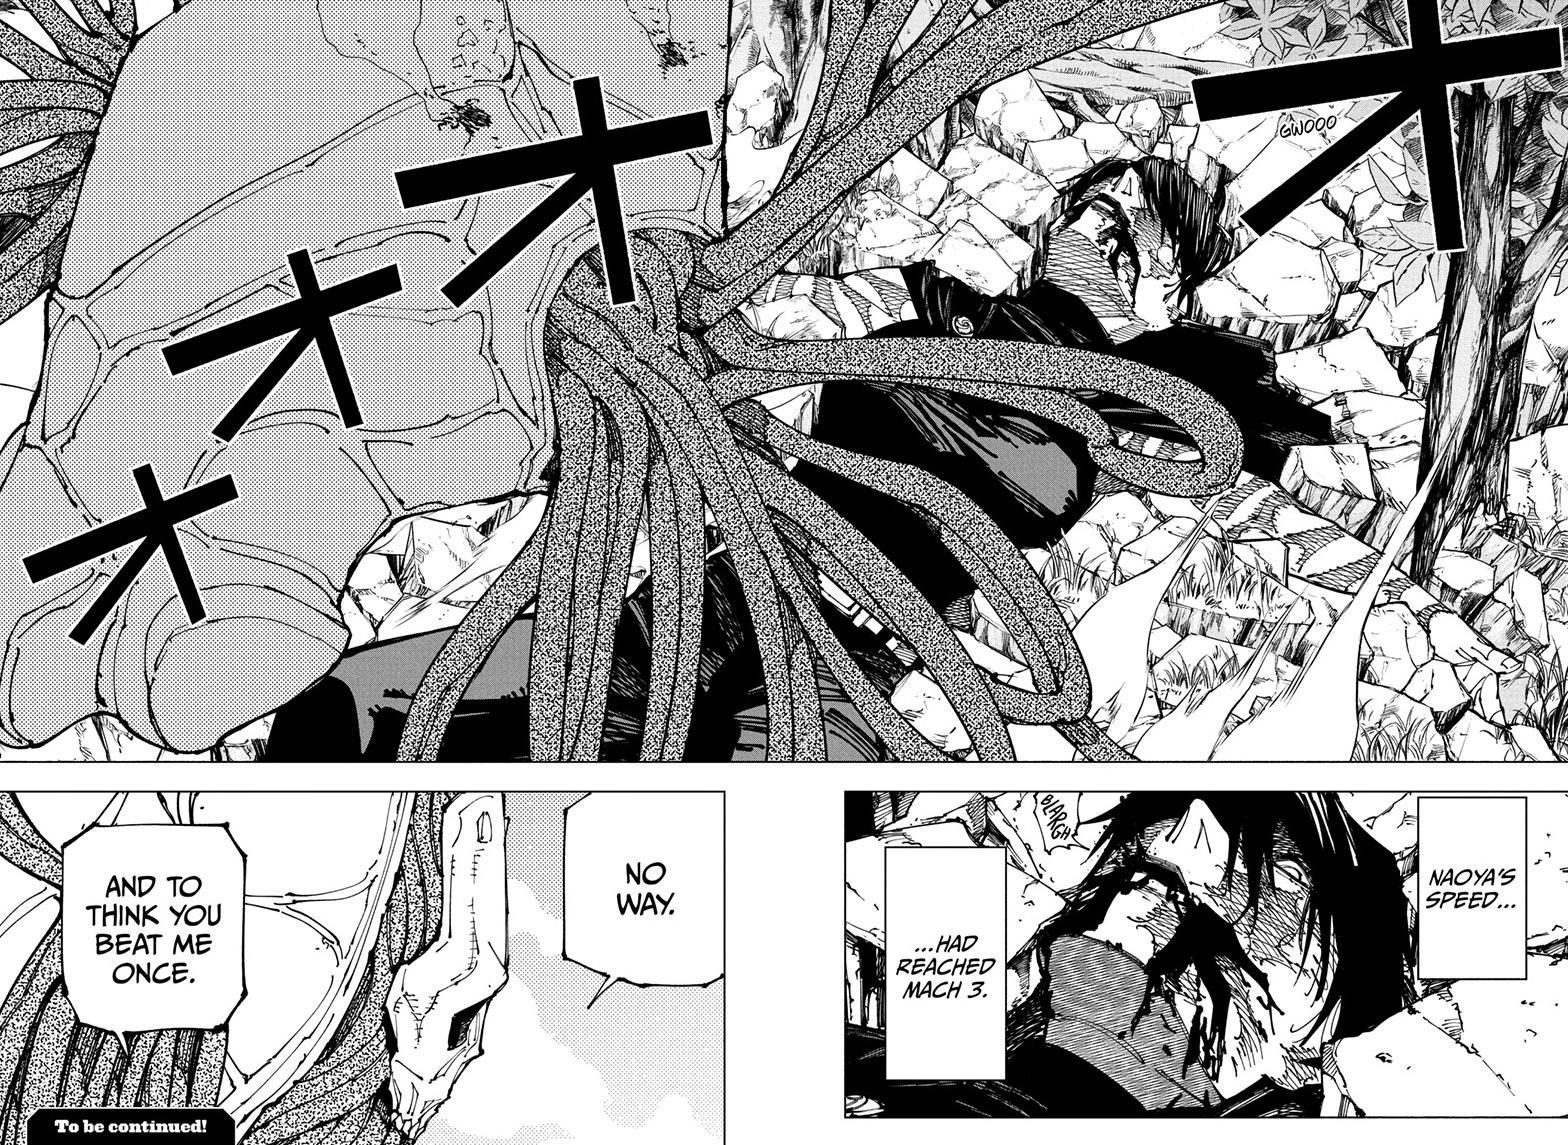 GWOOO
オオオオ
BLARGH
NAOYA'S
SPEED...
...HAD
REACHED
MACH 3.
NO
WAY.
AND TO
THINK YOU
BEAT ME
ONCE.
To be continued!